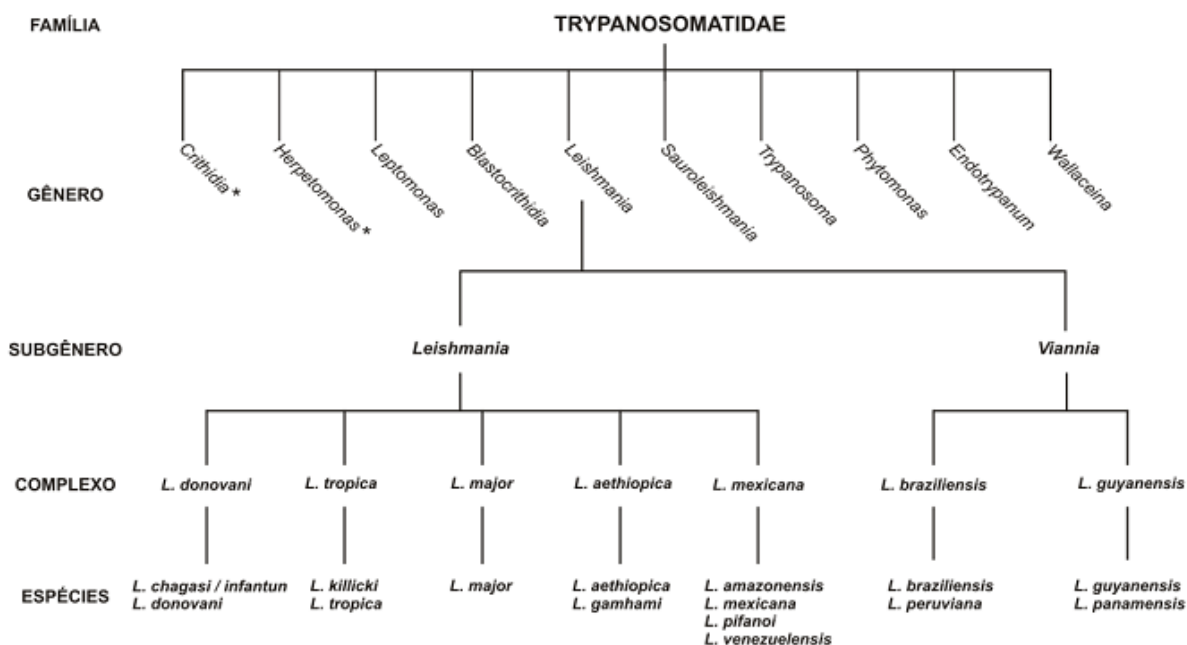 FAMÍLIA
TRYPANOSOMATIDAE
GÊNERO
Crithidia *
Herpetomonas *
Leptomonas
Blastocrithidia
Leishmania
Sauroleishmania
Trypanosoma
Phytomonas
Endotrypanum
Wallaceina
SUBGÊNERO
Leishmania
Viannia
COMPLEXO
L. donovani
L. tropica
L. major
L. aethiopica
L. mexicana
L. braziliensis
L. guyanensis
ESPÉCIES
L. chagasi / infantun
L. donovani
L. killicki
L. tropica
L. major
L. aethiopica
L. gamhami
L. amazonensis
L. mexicana
L. pifanoi
L. venezuelensis
L. braziliensis
L. peruviana
L. guyanensis
L. panamensis